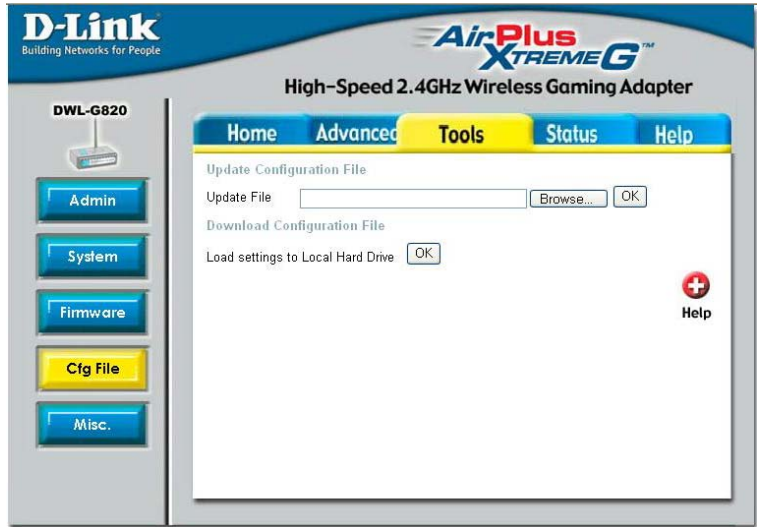 D-Link
Building Networks for People
AirPlus
XTREME G™
High-Speed 2.4GHz Wireless Gaming Adapter
DWL-G820
Home Advanced Tools Status Help
Admin
System
Firmware
Cfg File
Misc.
Update Configuration File
Update File Browse... OK
Download Configuration File
Load settings to Local Hard Drive OK
Help